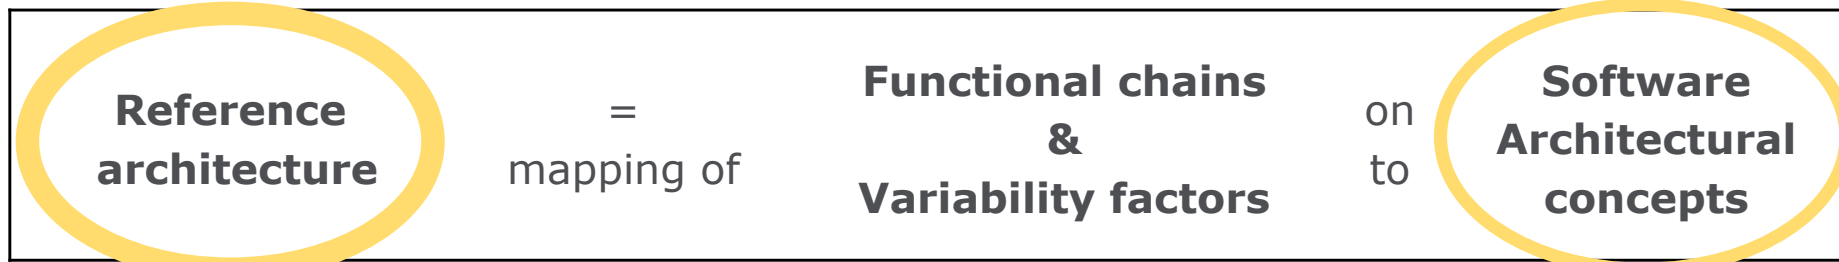 Reference
architecture
=
mapping of
Functional chains
&
Variability factors
on
to
Software
Architectural
concepts